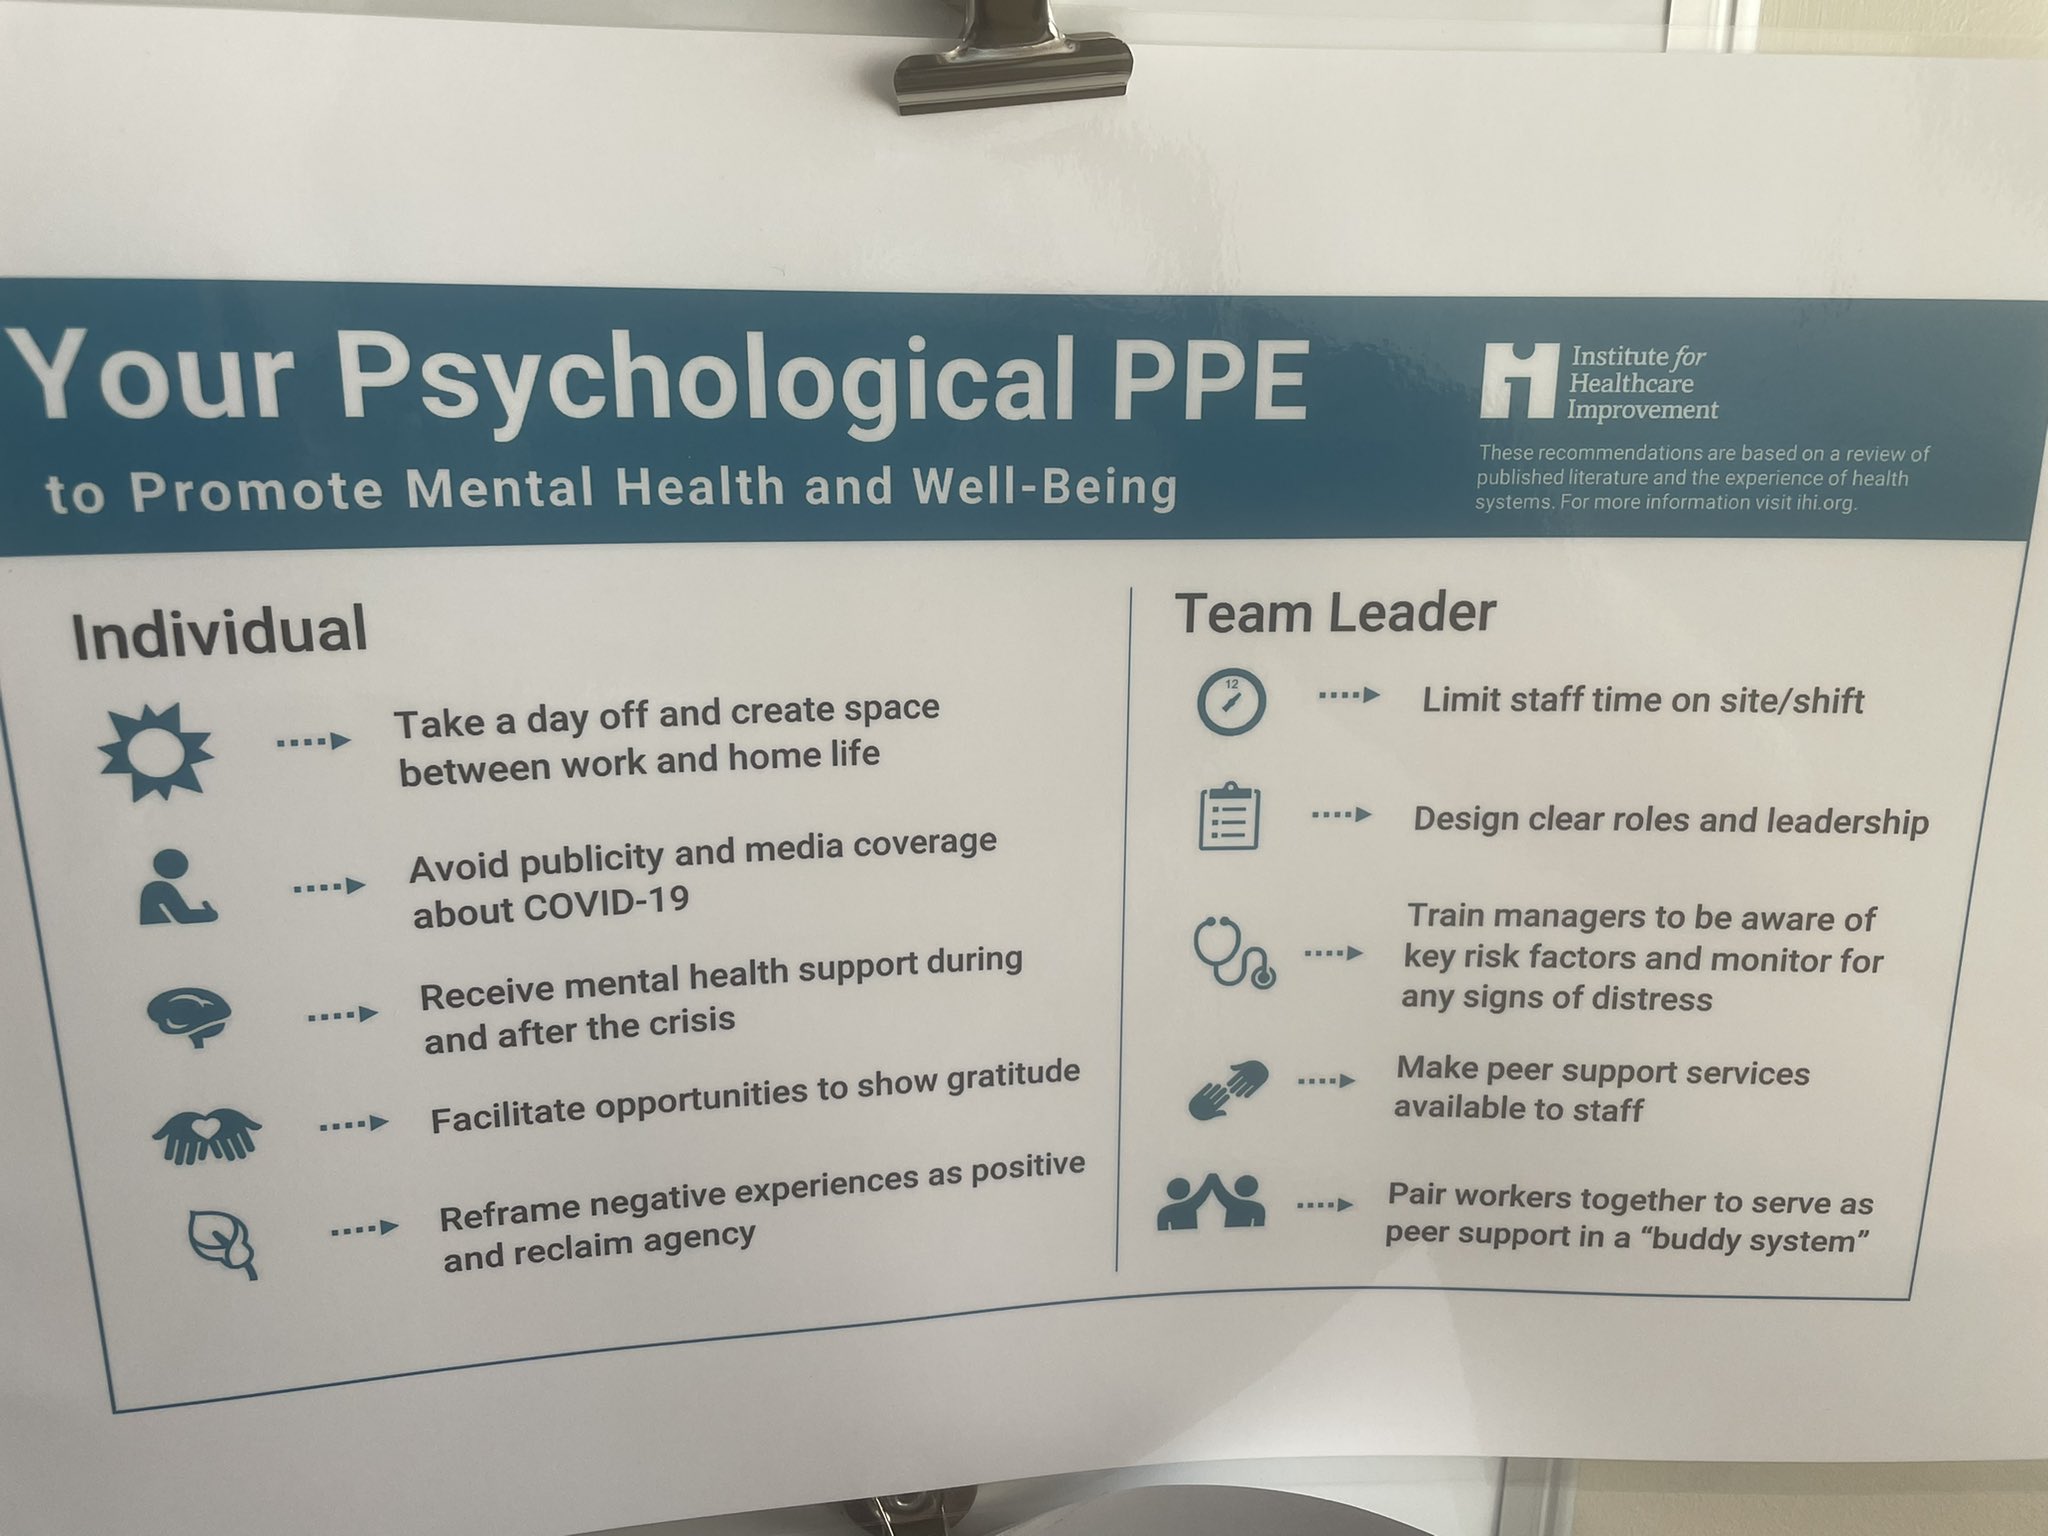 Your Psychological PPE
to Promote Mental Health and Well-Being
Institute for
Healthcare
Improvement
These recommendations are based on a review of
published literature and the experience of health
systems. For more information visit ihi.org.
Individual
Take a day off and create space
between work and home life
Avoid publicity and media coverage
about COVID-19
Receive mental health support during
and after the crisis
Facilitate opportunities to show gratitude
Reframe negative experiences as positive
and reclaim agency
Team Leader
12
Limit staff time on site/shift
Design clear roles and leadership
Train managers to be aware of
key risk factors and monitor for
any signs of distress
Make peer support services
available to staff
Pair workers together to serve as
peer support in a “buddy system”